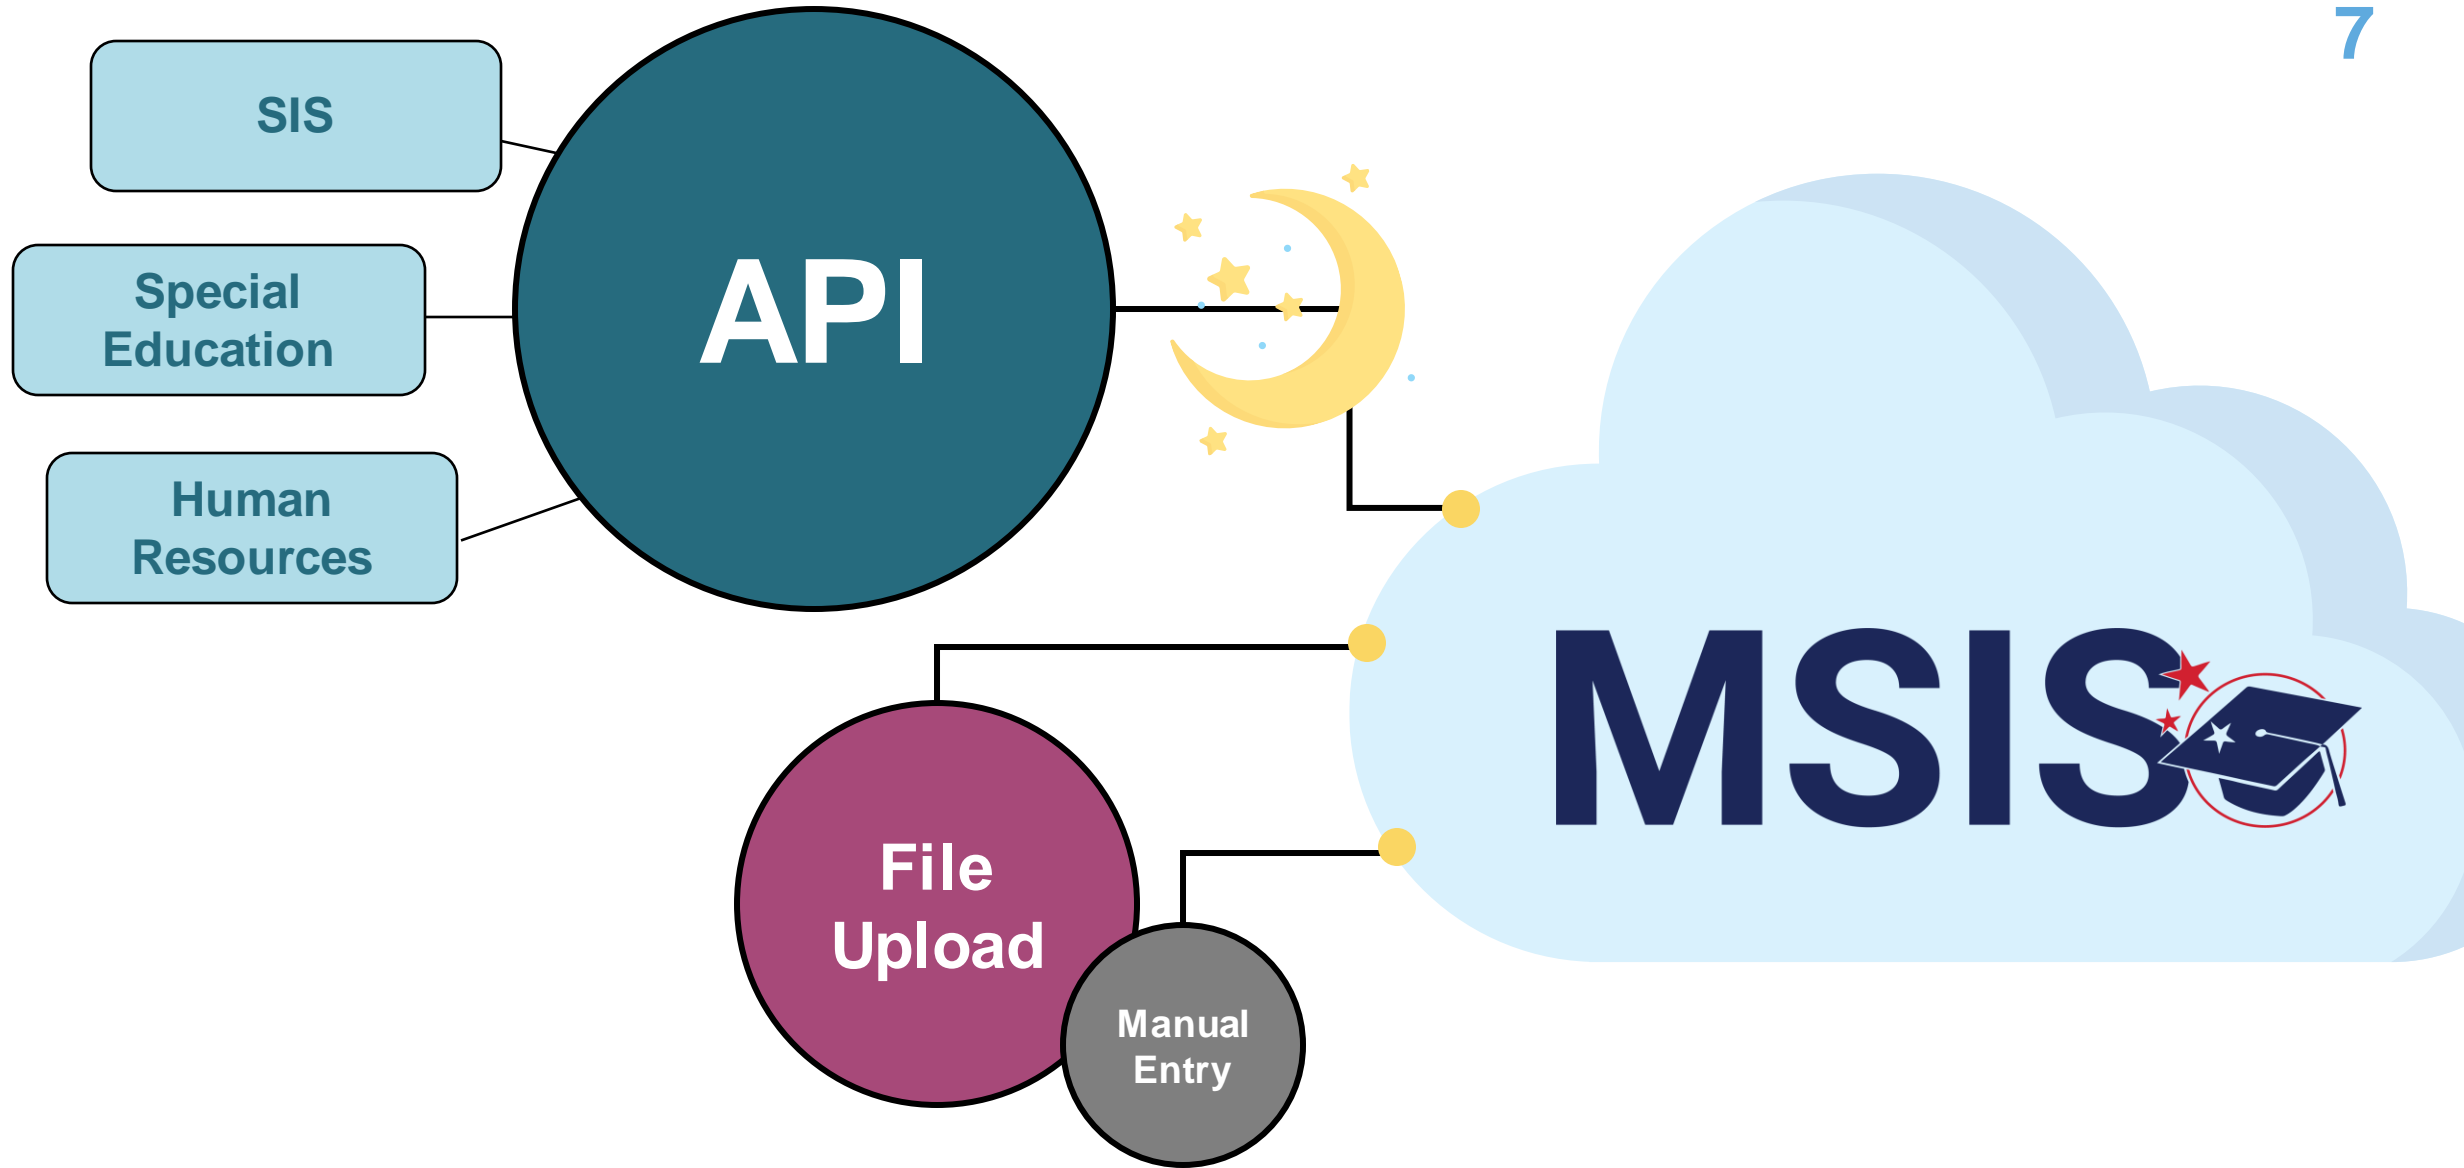 7
SIS
Special
Education
Human
Resources
API
File
Upload
Manual
Entry
MSIS